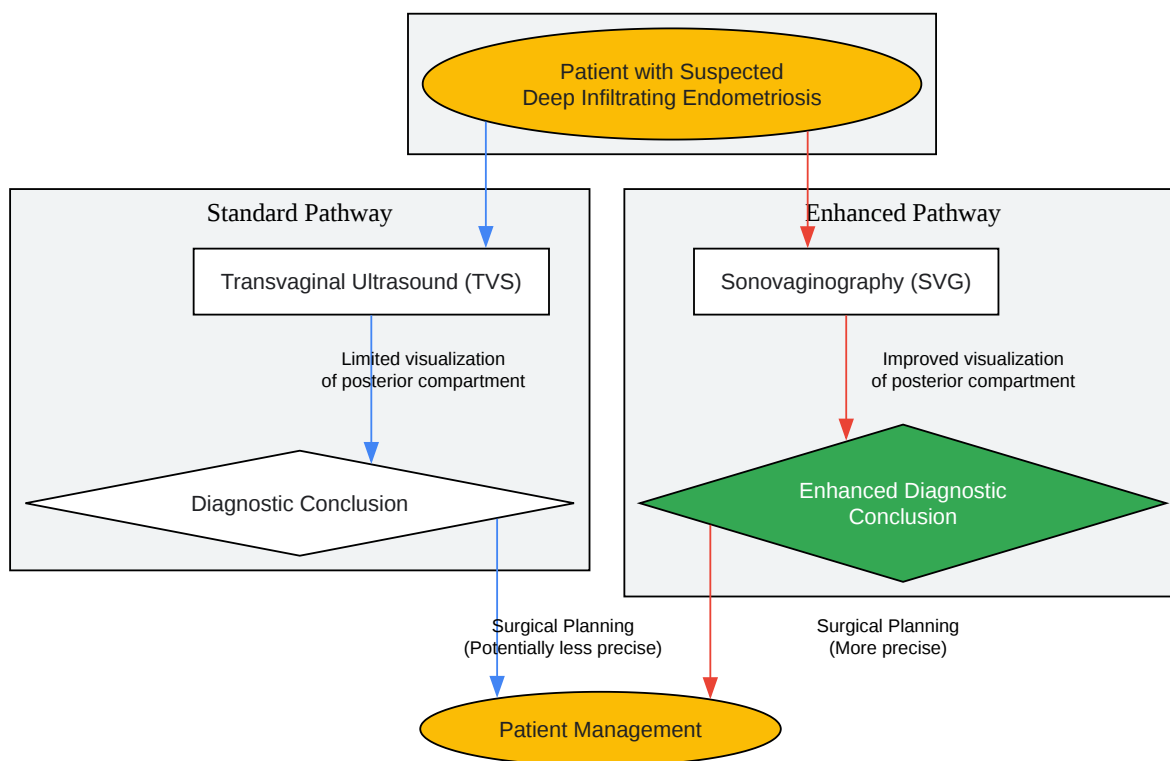 Patient with Suspected
Deep Infiltrating Endometriosis
Standard Pathway
Enhanced Pathway
Transvaginal Ultrasound (TVS)
Sonovaginography (SVG)
Limited visualization
of posterior compartment
Improved visualization
of posterior compartment
Diagnostic Conclusion
Enhanced Diagnostic
Conclusion
Surgical Planning
(Potentially less precise)
Surgical Planning
(More precise)
Patient Management